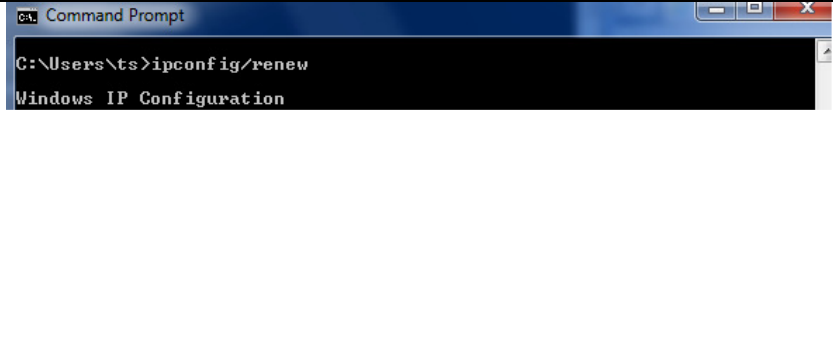 Command Prompt
C:\Users\ts>ipconfig/renew
Windows IP Configuration